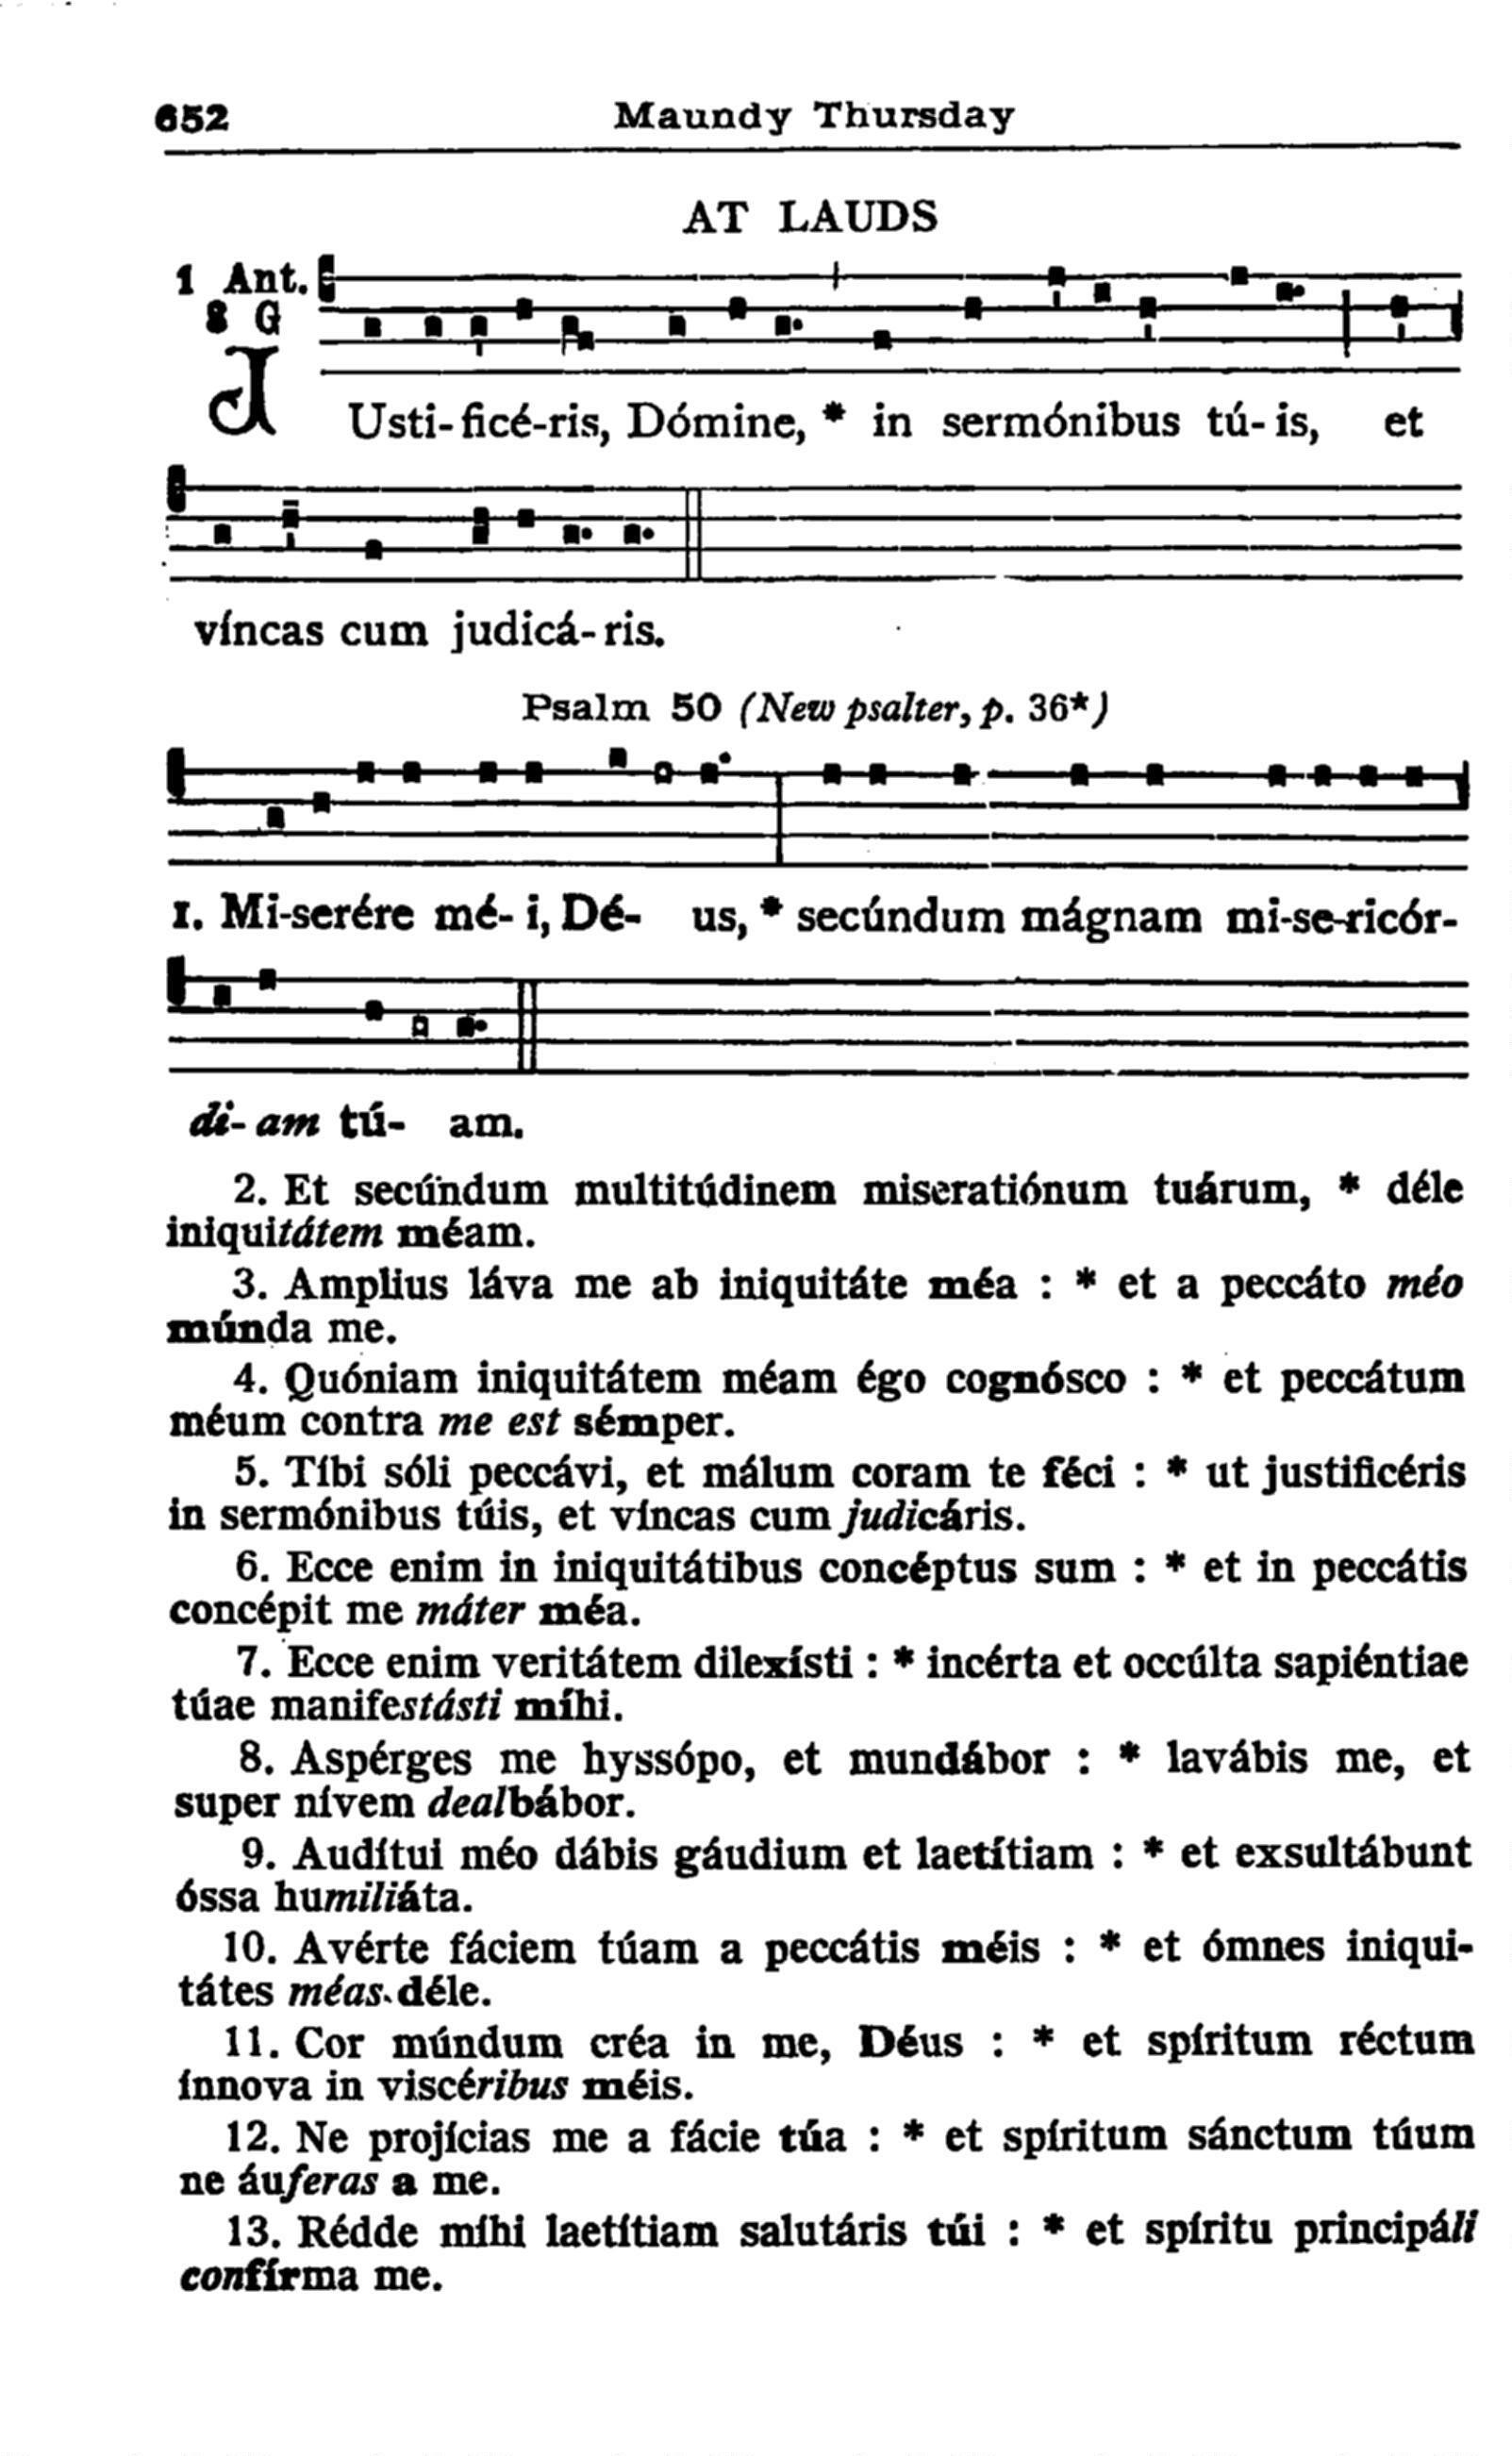 652 Maundy Thursday
AT LAUDS
1 Ant.
8 G
JUsti-ficé-ris, Dómine, * in sermónibus tú-is, et
víncas cum judicá-ris.
Psalm 50 (New psalter, p. 36*)
1. Mi-serére mé-i, Dé- us, * secúndum mágnam mi-se-ricór-
di-am tú- am.
2. Et secúndum multitúdinem miseratiónum tuárum, * déle
iniquitátem méam.
3. Amplius láva me ab iniquitáte méa : * et a peccáto méo
múnda me.
4. Quóniam iniquitátem méam égo cognósco : * et peccátum
méum contra me est sémper.
5. Tíbi sóli peccávi, et málum coram te féci : * ut justificéris
in sermónibus túis, et víncas cum judicáris.
6. Ecce enim in iniquitátibus concéptus sum : * et in peccátis
concépit me máter méa.
7. Ecce enim veritátem dilexísti : * incérta et occúlta sapiéntiae
túae manifestásti míhi.
8. Aspérges me hyssópo, et mundábor : * lavábis me, et
super nívem dealbábor.
9. Audítui méo dábis gáudium et laetítiam : * et exsultábunt
óssa humiliáta.
10. Avérte fáciem túam a peccátis méis : * et ómnes iniqui-
tátes méas déle.
11. Cor múndum créa in me, Déus : * et spíritum réctum
ínnova in viscéribus méis.
12. Ne projícias me a fácie túa : * et spíritum sánctum túum
ne áuferas a me.
13. Rédde míhi laetítiam salutáris túi : * et spíritu principáli
confírma me.